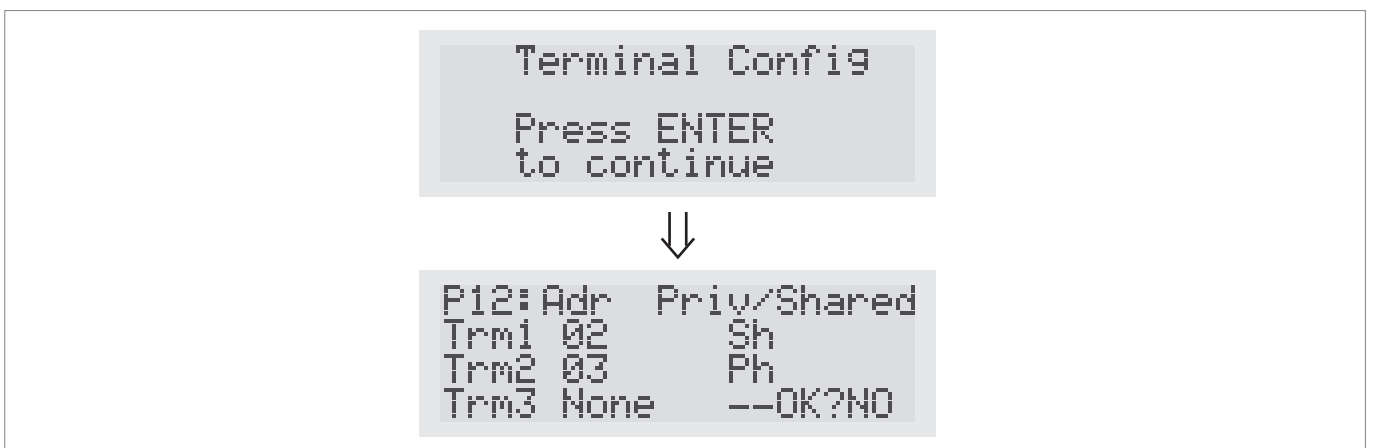 Terminal Config
Press ENTER
to continue
P12:Adr Priv/Shared
Trm1 02 Sh
Trm2 03 Ph
Trm3 None --OK?NO